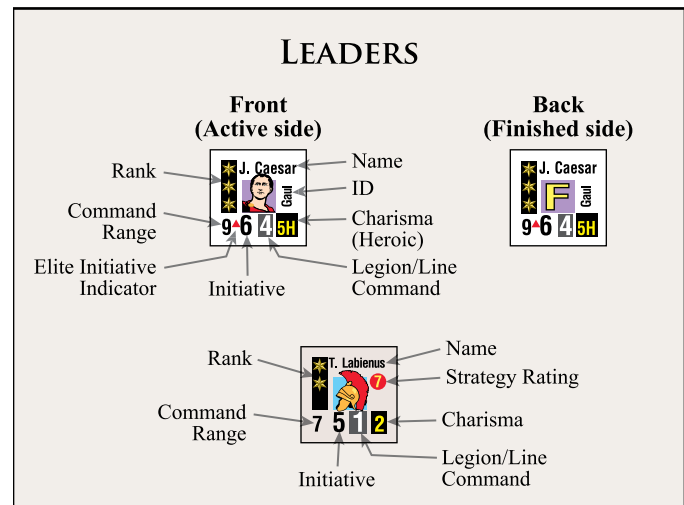 LEADERS
Front
(Active side)
Back
(Finished side)
J. Caesar
Gaul
9 6 4 5H
Rank
Command
Range
Elite Initiative
Indicator
Initiative
Name
ID
Charisma
(Heroic)
Legion/Line
Command
J. Caesar
F
Gaul
9 6 4 5H
T. Labienus
7
7 5 1 2
Rank
Command
Range
Initiative
Name
Strategy Rating
Charisma
Legion/Line
Command